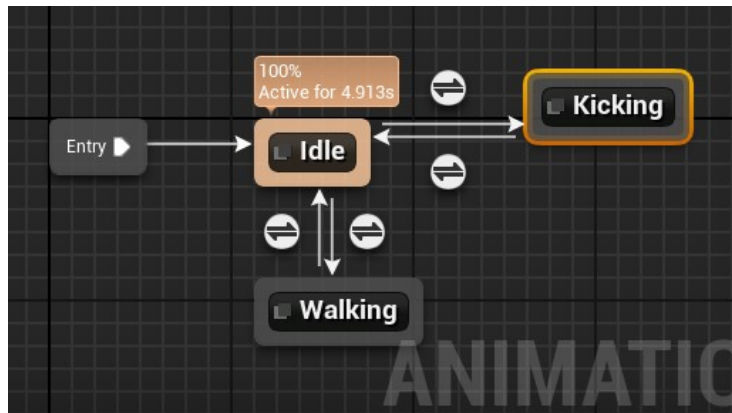 100%
Active for 4.913s
Kicking
Entry
Idle
Walking
ANIMATIC